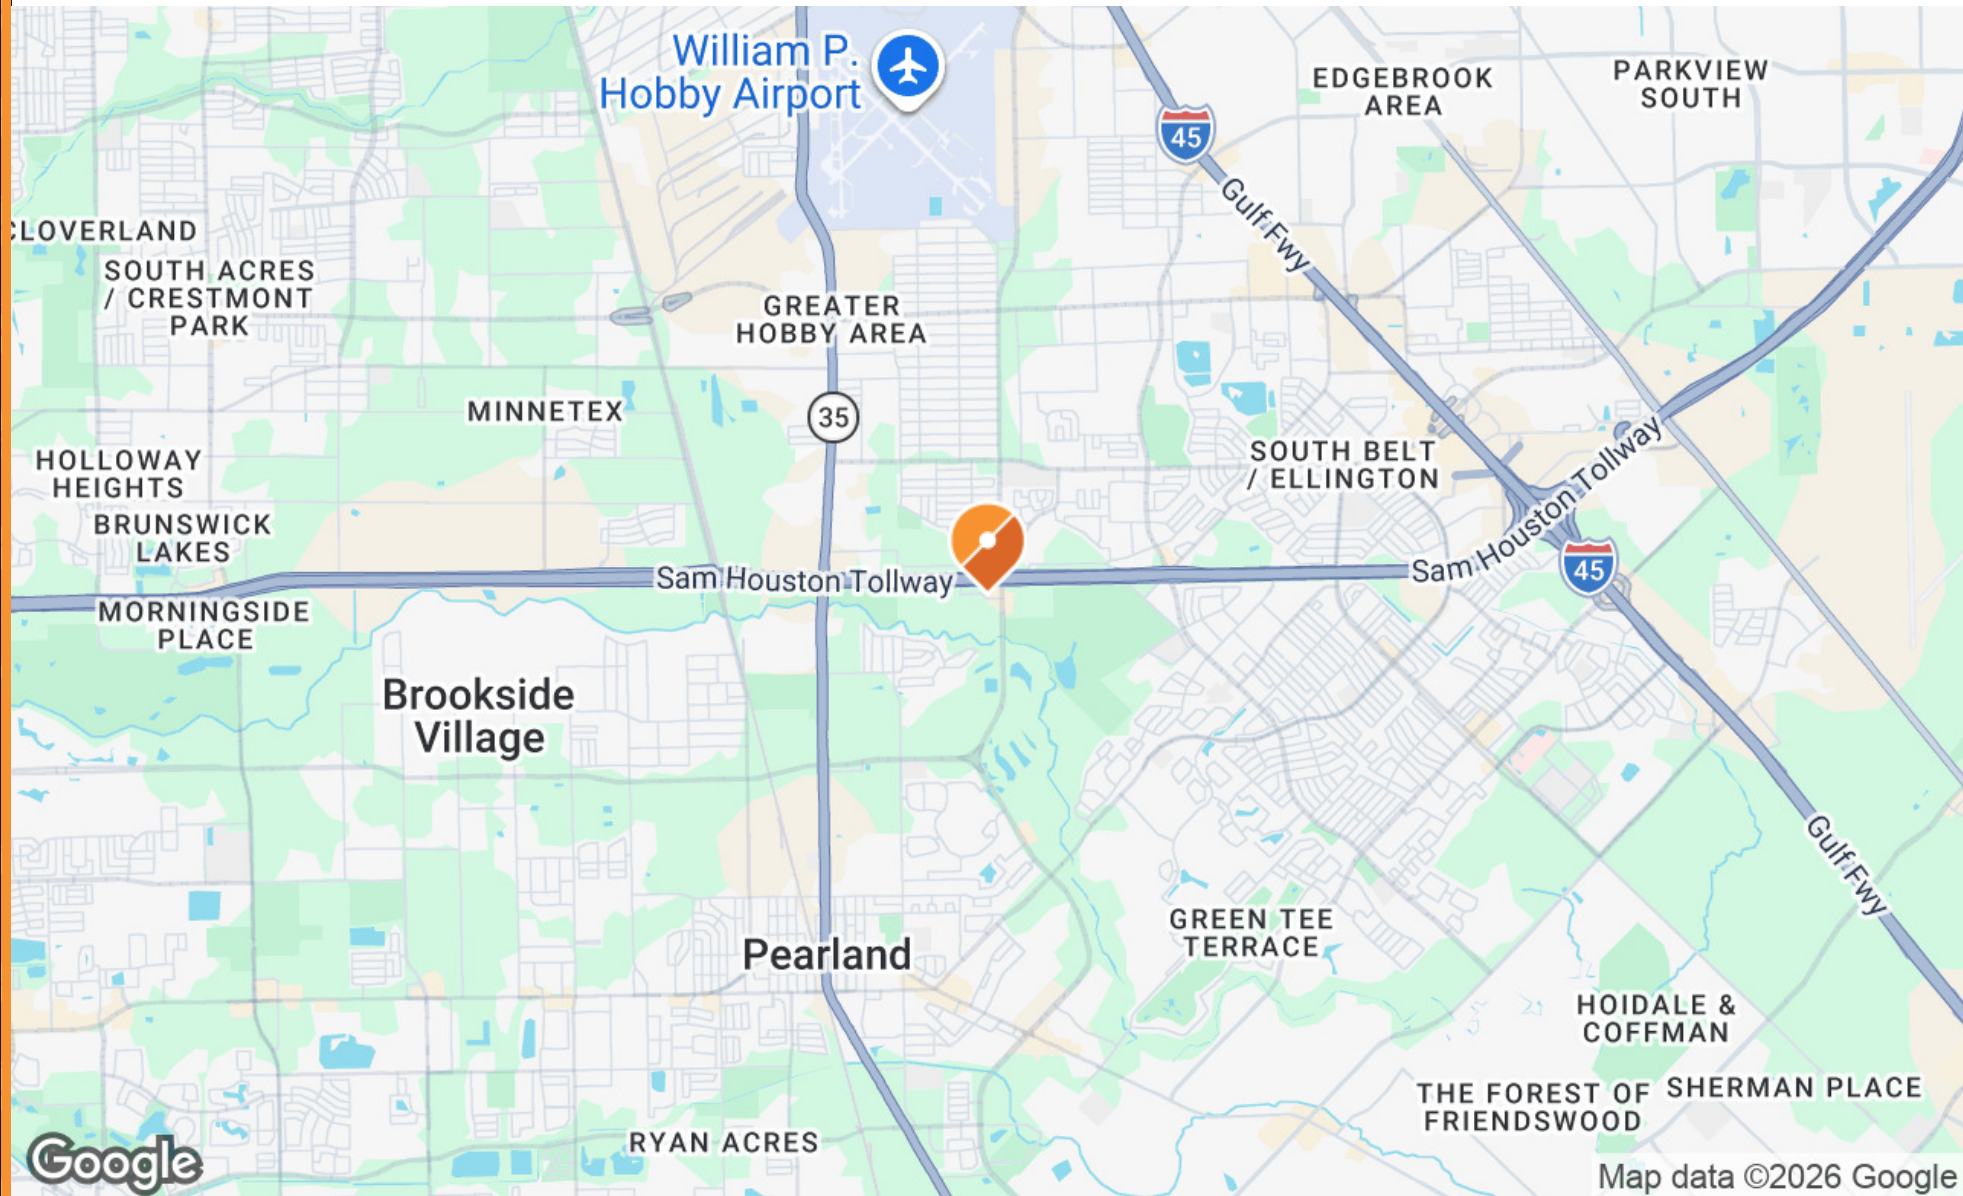 William P.
Hobby Airport
EDGEBROOK
AREA
PARKVIEW
SOUTH
45
Gulf Fwy
CLOVERLAND
SOUTH ACRES
/ CRESTMONT
PARK
GREATER
HOBBY AREA
MINNETEX
35
HOLLOWAY
HEIGHTS
SOUTH BELT
/ ELLINGTON
BRUNSWICK
LAKES
Sam Houston Tollway
Sam Houston Tollway
45
MORNINGSIDE
PLACE
Brookside
Village
Gulf Fwy
GREEN TEE
TERRACE
Pearland
HOIDALE &
COFFMAN
THE FOREST OF
FRIENDSWOOD
SHERMAN PLACE
RYAN ACRES
Google
Map data ©2026 Google